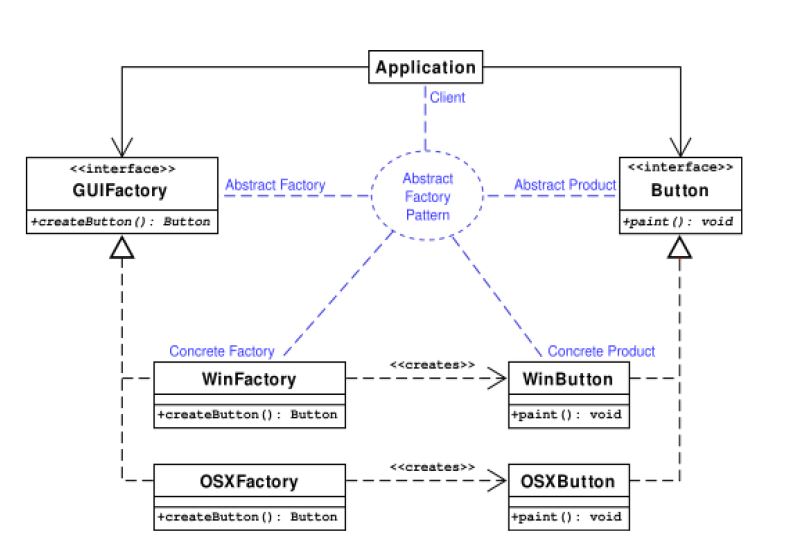 Application
Client
<<interface>>
GUIFactory
+createButton(): Button
Abstract Factory
Abstract
Factory
Pattern
Abstract Product
<<interface>>
Button
+paint(): void
Concrete Factory
WinFactory
+createButton(): Button
<<creates>>
Concrete Product
WinButton
+paint(): void
OSXFactory
+createButton(): Button
<<creates>>
OSXButton
+paint(): void